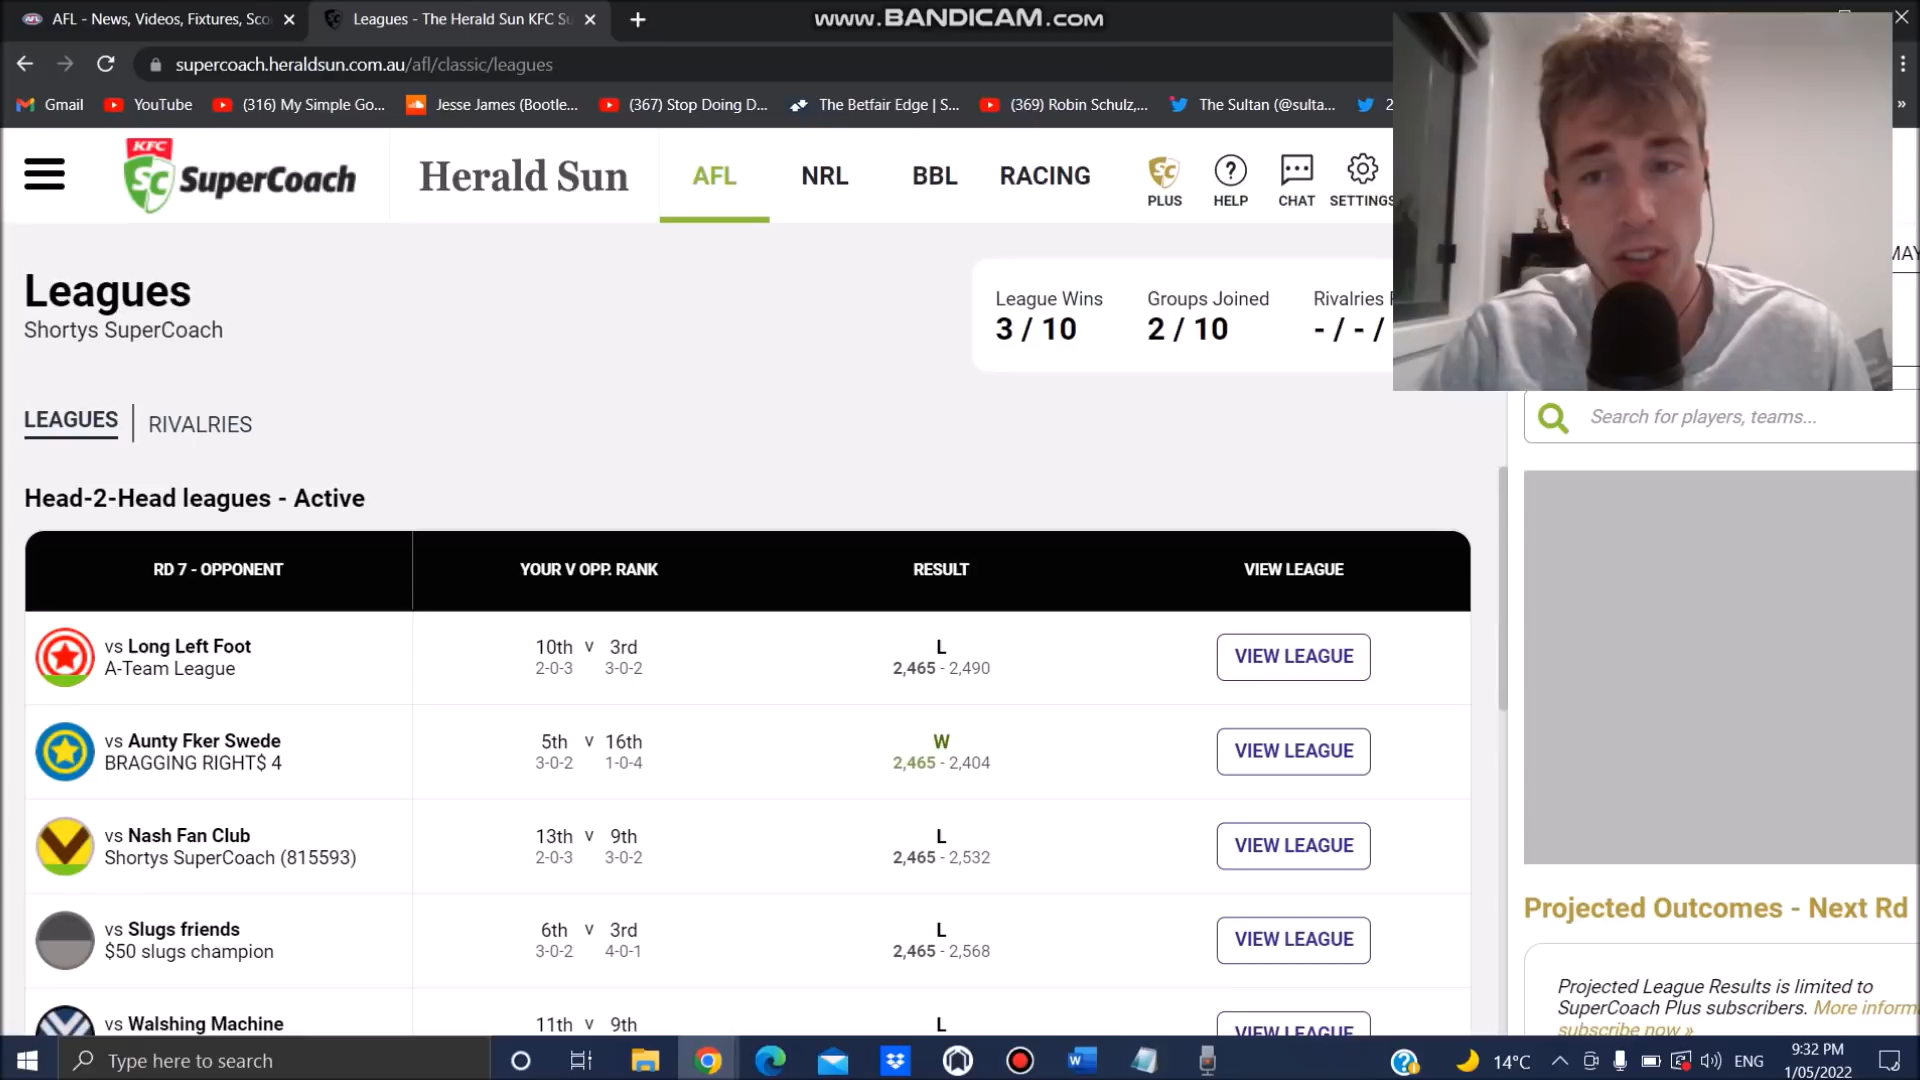 AFL - News, Videos, Fixtures, Sco
Leagues - The Herald Sun KFC Su
www.BANDICAM.com
supercoach.heraldsun.com.au/afl/classic/leagues
Gmail
YouTube
(316) My Simple Go...
Jesse James (Bootle...
(367) Stop Doing D...
The Betfair Edge | S...
(369) Robin Schulz,...
The Sultan (@sulta...
2
»
KFC
SC
SuperCoach
Herald Sun
AFL
NRL
BBL
RACING
SC
PLUS
HELP
CHAT
SETTINGS
MAY
Leagues
Shortys SuperCoach
League Wins
3 / 10
Groups Joined
2 / 10
Rivalries
- / - /
Search for players, teams...
LEAGUES
RIVALRIES
Head-2-Head leagues - Active
RD 7 - OPPONENT
YOUR V OPP. RANK
RESULT
VIEW LEAGUE
vs Long Left Foot
A-Team League
10th v 3rd
2-0-3 3-0-2
L
2,465 - 2,490
VIEW LEAGUE
vs Aunty Fker Swede
BRAGGING RIGHT$ 4
5th v 16th
3-0-2 1-0-4
W
2,465 - 2,404
VIEW LEAGUE
vs Nash Fan Club
Shortys SuperCoach (815593)
13th v 9th
2-0-3 3-0-2
L
2,465 - 2,532
VIEW LEAGUE
vs Slugs friends
$50 slugs champion
6th v 3rd
3-0-2 4-0-1
L
2,465 - 2,568
VIEW LEAGUE
vs Walshing Machine
11th v 9th
L
VIEW LEAGUE
Projected Outcomes - Next Rd
Projected League Results is limited to
SuperCoach Plus subscribers. More inform
subscribe now »
Type here to search
14°C
ENG
9:32 PM
1/05/2022